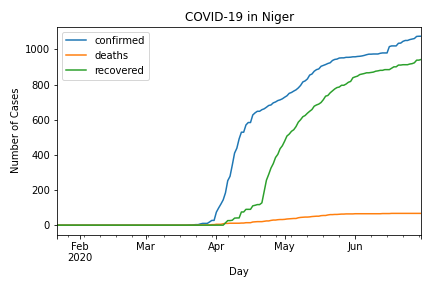 COVID-19 in Niger
confirmed
deaths
recovered
Number of Cases
1000
800
600
400
200
0
Feb
2020
Mar
Apr
May
Jun
Day